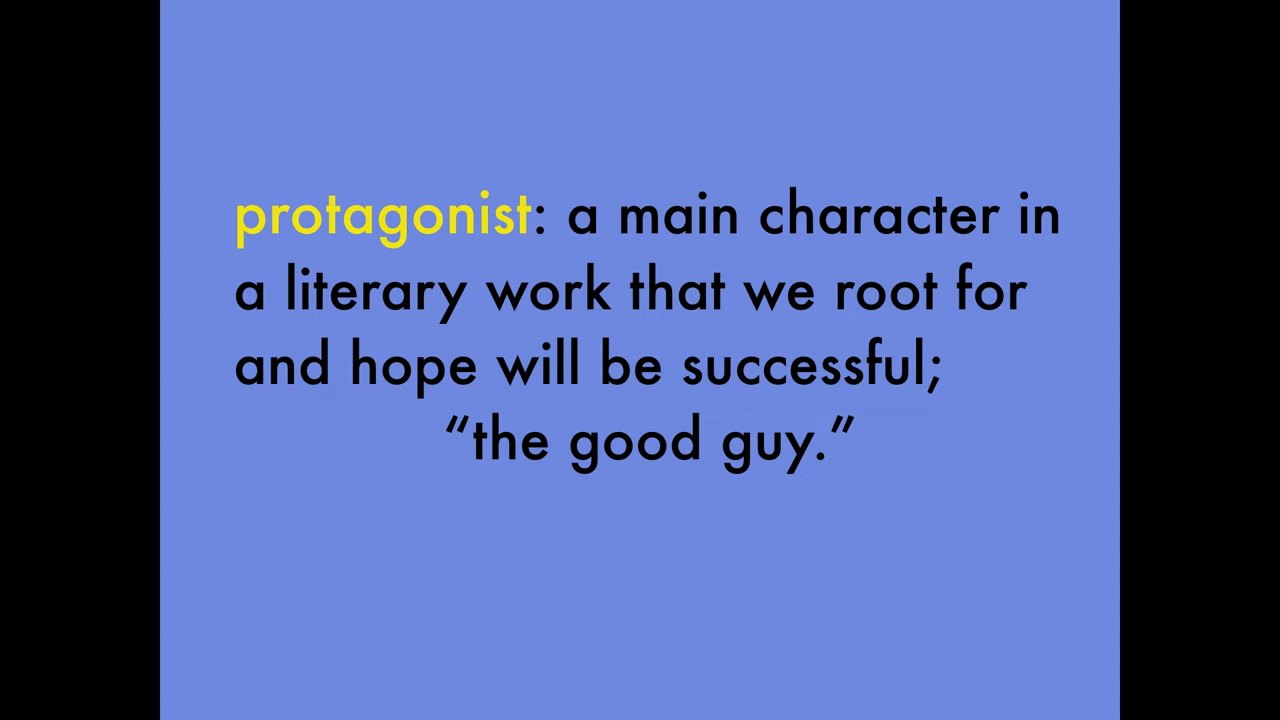 protagonist: a main character in
a literary work that we root for
and hope will be successful;
“the good guy.”